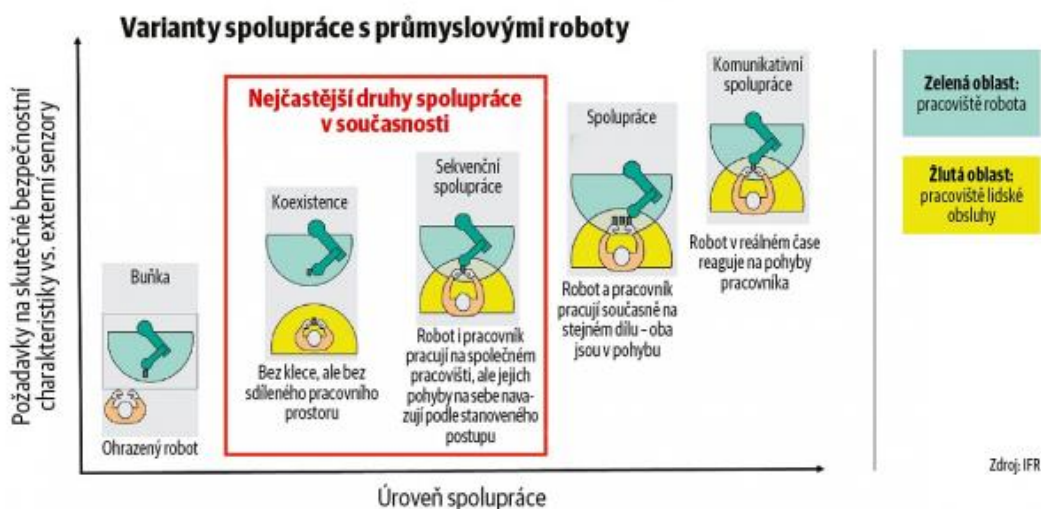 Varianty spolupráce s průmyslovými roboty
Požadavky na skutečné bezpečnostní
charakteristiky vs. externí senzory
Nejčastější druhy spolupráce
v současnosti
Buňka
Ohrazený robot
Koexistence
Bez klece, ale bez
sdíleného pracovního
prostoru
Sekvenční
spolupráce
Robot i pracovník
pracují na společném
pracovišti, ale jejich
pohyby na sebe nava-
zují podle stanoveného
postupu
Spolupráce
Robot a pracovník
pracují současně na
stejném dílu – oba
jsou v pohybu
Komunikativní
spolupráce
Robot v reálném čase
reaguje na pohyby
pracovníka
Úroveň spolupráce
Zelená oblast:
pracoviště robota
Žlutá oblast:
pracoviště lidské
obsluhy
Zdroj: IFR